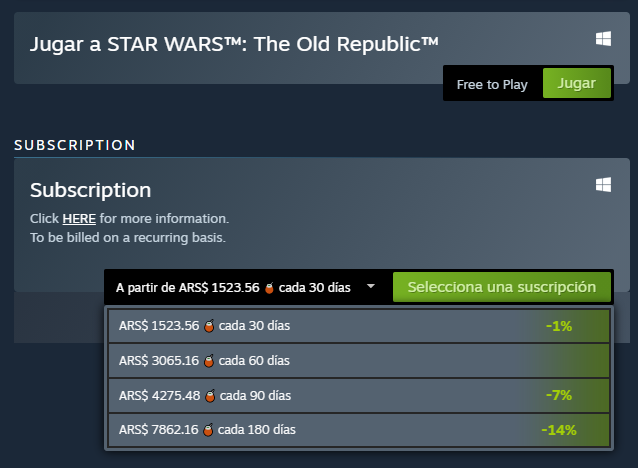 Jugar a STAR WARS™: The Old Republic™
Free to Play
Jugar
SUBSCRIPTION
Subscription
Click HERE for more information.
To be billed on a recurring basis.
A partir de ARS$ 1523.56 🧉 cada 30 días
Selecciona una suscripción
ARS$ 1523.56 🧉 cada 30 días -1%
ARS$ 3065.16 🧉 cada 60 días
ARS$ 4275.48 🧉 cada 90 días -7%
ARS$ 7862.16 🧉 cada 180 días -14%